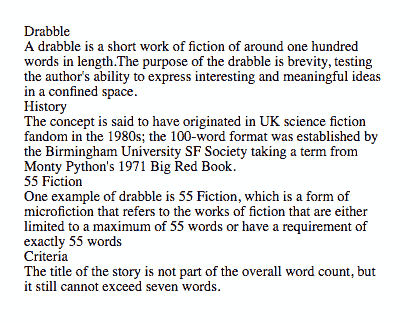 Drabble
A drabble is a short work of fiction of around one hundred
words in length.The purpose of the drabble is brevity, testing
the author's ability to express interesting and meaningful ideas
in a confined space.
History
The concept is said to have originated in UK science fiction
fandom in the 1980s; the 100-word format was established by
the Birmingham University SF Society taking a term from
Monty Python's 1971 Big Red Book.
55 Fiction
One example of drabble is 55 Fiction, which is a form of
microfiction that refers to the works of fiction that are either
limited to a maximum of 55 words or have a requirement of
exactly 55 words
Criteria
The title of the story is not part of the overall word count, but
it still cannot exceed seven words.